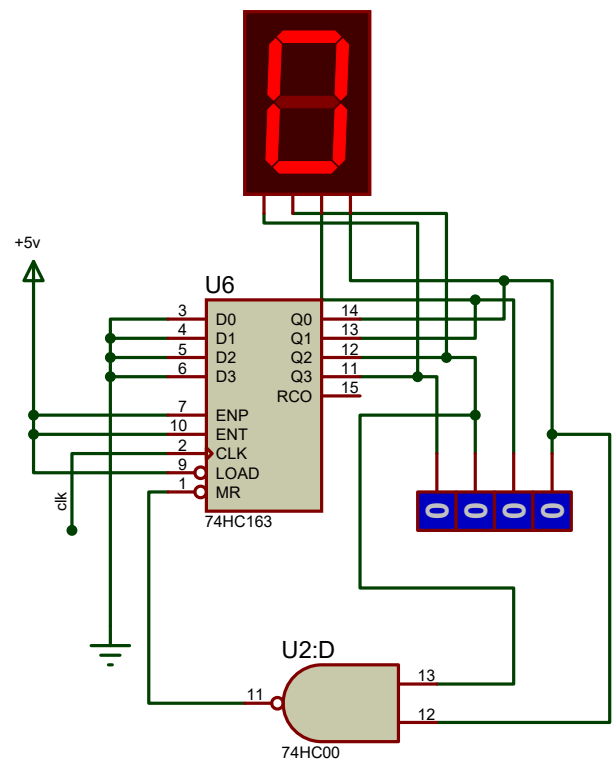 +5v
U6
3 D0 Q0 14
4 D1 Q1 13
5 D2 Q2 12
6 D3 Q3 11
RCO 15
7 ENP
10 ENT
2 CLK
9 LOAD
1 MR
clk
74HC163
0 0 0 0
U2:D
13
11
12
74HC00